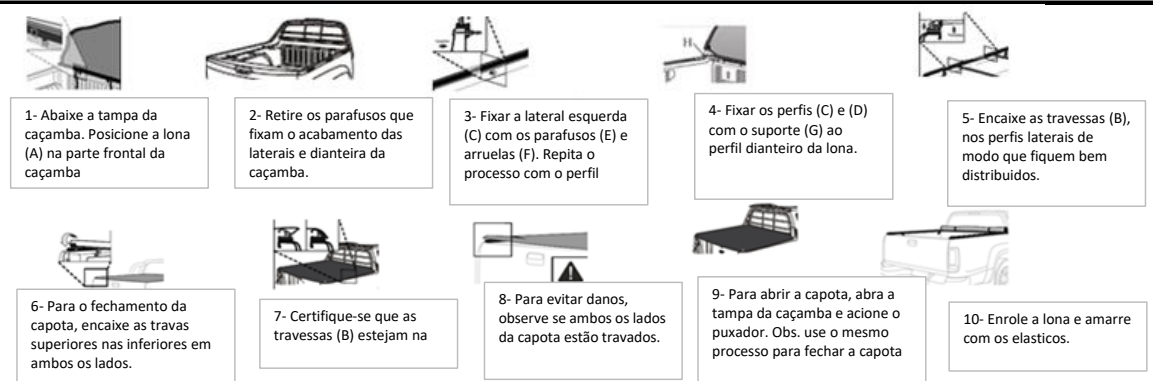 1- Abaixe a tampa da
caçamba. Posicione a lona
(A) na parte frontal da
caçamba
2- Retire os parafusos que
fixam o acabamento das
laterais e dianteira da
caçamba.
H
3- Fixar a lateral esquerda
(C) com os parafusos (E) e
arruelas (F). Repita o
processo com o perfil
4- Fixar os perfis (C) e (D)
com o suporte (G) ao
perfil dianteiro da lona.
5- Encaixe as travessas (B),
nos perfis laterais de
modo que fiquem bem
distribuidos.
6- Para o fechamento da
capota, encaixe as travas
superiores nas inferiores em
ambos os lados.
7- Certifique-se que as
travessas (B) estejam na
8- Para evitar danos,
observe se ambos os lados
da capota estão travados.
9- Para abrir a capota, abra a
tampa da caçamba e acione o
puxador. Obs. use o mesmo
processo para fechar a capota
10- Enrole a lona e amarre
com os elasticos.